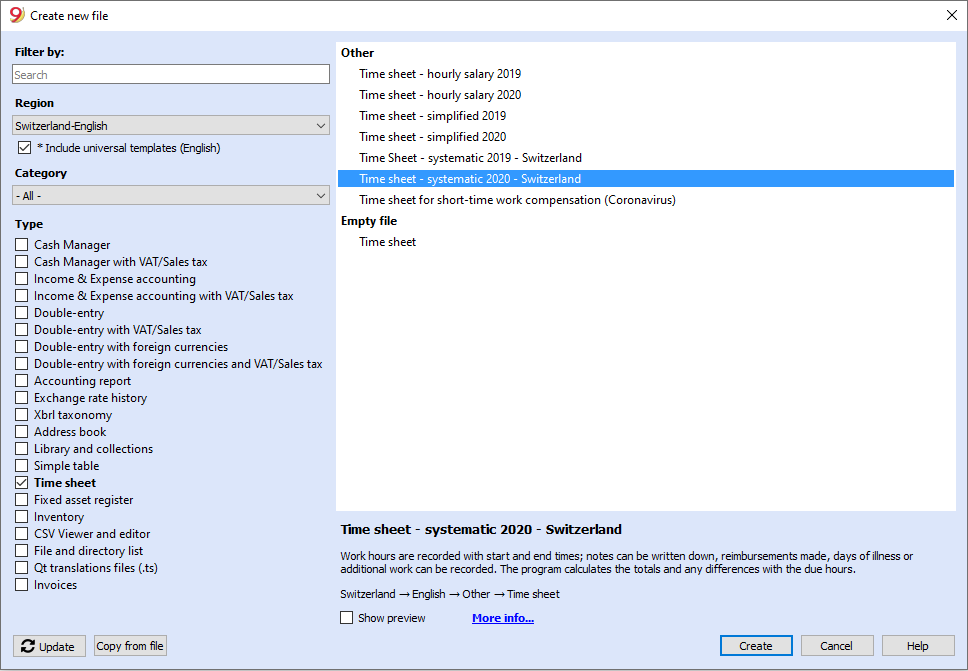 Create new file
Filter by:
Search
Region
Switzerland-English
* Include universal templates (English)
Category
- All -
Type
Cash Manager
Cash Manager with VAT/Sales tax
Income & Expense accounting
Income & Expense accounting with VAT/Sales tax
Double-entry
Double-entry with VAT/Sales tax
Double-entry with foreign currencies
Double-entry with foreign currencies and VAT/Sales tax
Accounting report
Exchange rate history
Xbrl taxonomy
Address book
Library and collections
Simple table
Time sheet
Fixed asset register
Inventory
CSV Viewer and editor
File and directory list
Qt translations files (.ts)
Invoices
Update
Copy from file
Other
Time sheet - hourly salary 2019
Time sheet - hourly salary 2020
Time sheet - simplified 2019
Time sheet - simplified 2020
Time Sheet - systematic 2019 - Switzerland
Time sheet - systematic 2020 - Switzerland
Time sheet for short-time work compensation (Coronavirus)
Empty file
Time sheet
Time sheet - systematic 2020 - Switzerland
Work hours are recorded with start and end times; notes can be written down, reimbursements made, days of illness or
additional work can be recorded. The program calculates the totals and any differences with the due hours.
Switzerland → English → Other → Time sheet
Show preview
More info...
Create
Cancel
Help